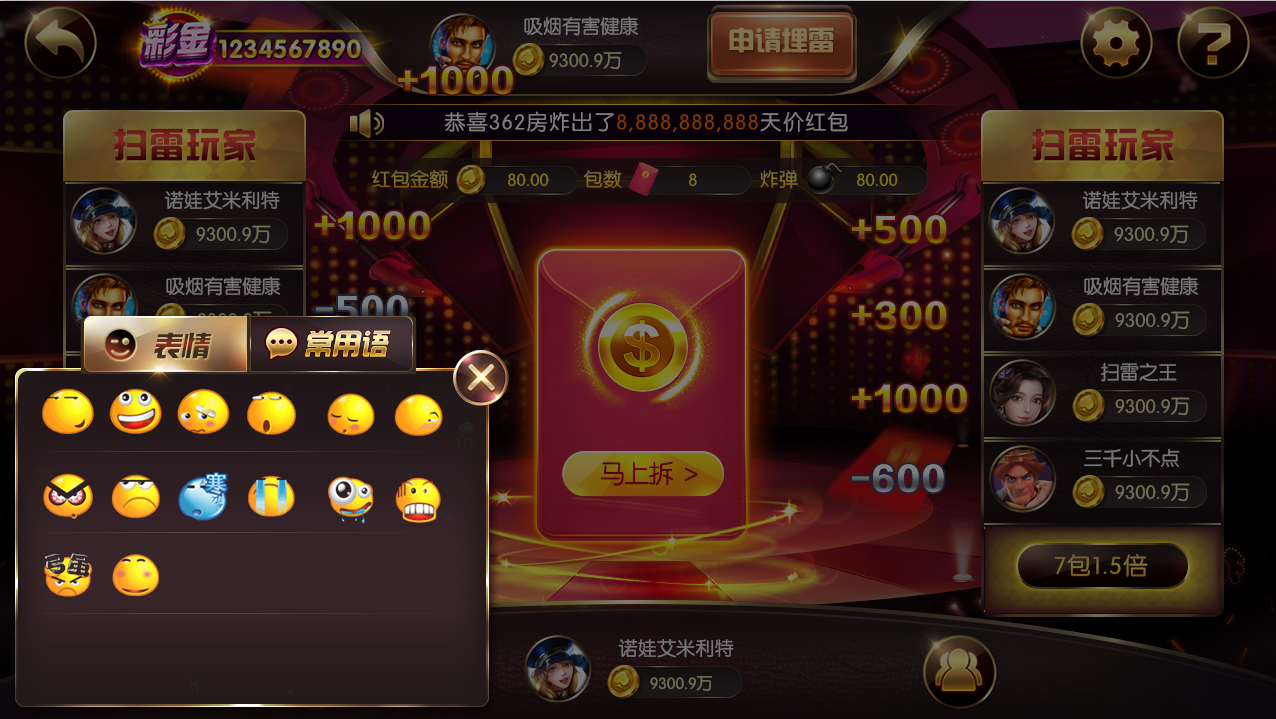 彩金 1234567890
吸烟有害健康
9300.9万
+1000
申请埋雷
?
恭喜362房炸出了8,888,888,888天价红包
红包金额 80.00 包数 8 炸弹 80.00
扫雷玩家
诺娃艾米利特
9300.9万
+1000
吸烟有害健康
-500
表情
常用语
寒
马上拆 >
+500
+300
+1000
-600
扫雷玩家
诺娃艾米利特
9300.9万
吸烟有害健康
9300.9万
扫雷之王
9300.9万
三千小不点
9300.9万
7包1.5倍
诺娃艾米利特
9300.9万